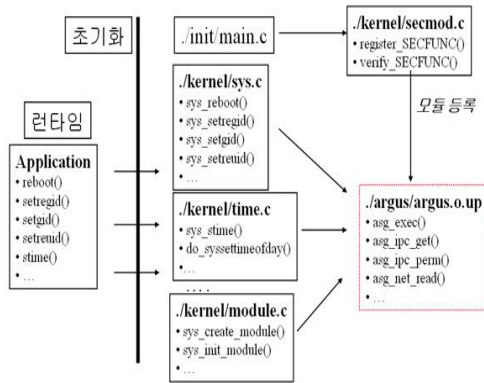 초기화
./init/main.c
./kernel/secmod.c
• register_SECFUNC()
• verify_SECFUNC()
모듈 등록
./kernel/sys.c
• sys_reboot()
• sys_setregid()
• sys_setgid()
• sys_setreuid()
• ...
런타임
Application
• reboot()
• setregid()
• setgid()
• setreuid()
• stime()
• ...
./kernel/time.c
• sys_stime()
• do_syssettimeofday()
• ...
....
./kernel/module.c
• sys_create_module()
• sys_init_module()
• ...
./argus/argus.o.up
• asg_exec()
• asg_ipc_get()
• asg_ipc_perm()
• asg_net_read()
• ...